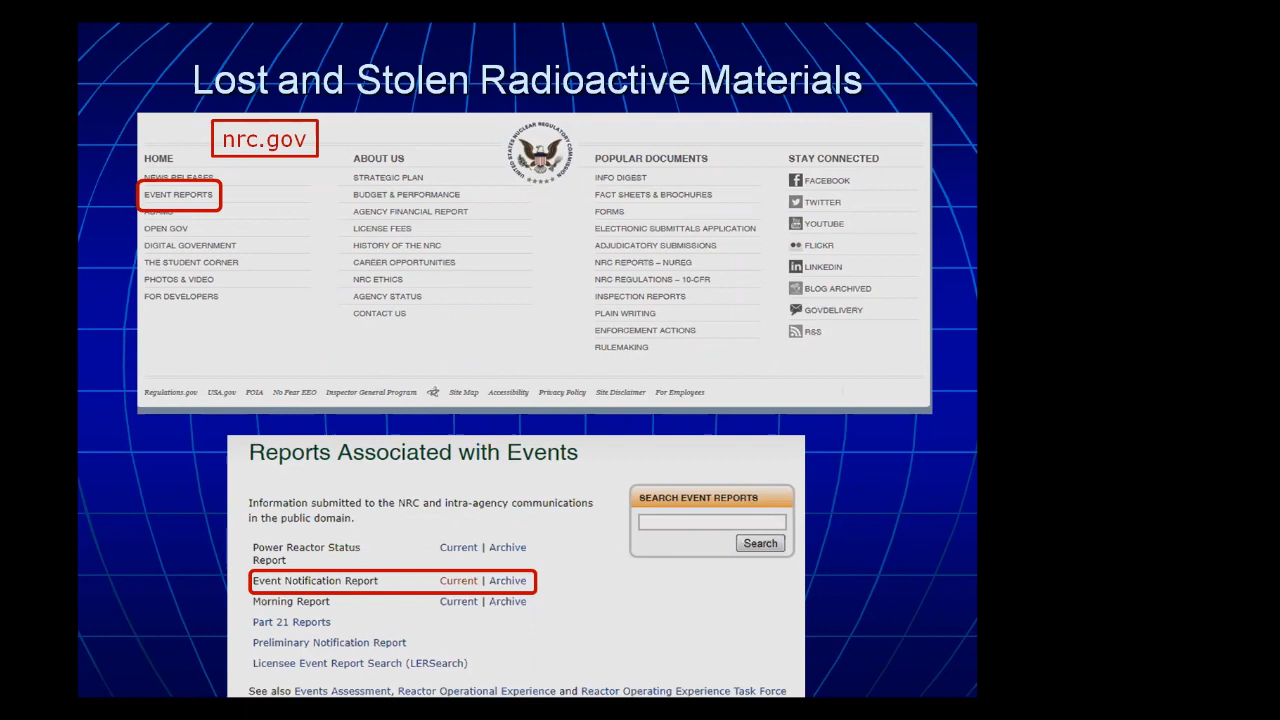 Lost and Stolen Radioactive Materials
nrc.gov
UNITED STATES NUCLEAR REGULATORY COMMISSION
HOME
NEWS RELEASES
EVENT REPORTS
ADAMS
OPEN GOV
DIGITAL GOVERNMENT
THE STUDENT CORNER
PHOTOS & VIDEO
FOR DEVELOPERS
ABOUT US
STRATEGIC PLAN
BUDGET & PERFORMANCE
AGENCY FINANCIAL REPORT
LICENSE FEES
HISTORY OF THE NRC
CAREER OPPORTUNITIES
NRC ETHICS
AGENCY STATUS
CONTACT US
POPULAR DOCUMENTS
INFO DIGEST
FACT SHEETS & BROCHURES
FORMS
ELECTRONIC SUBMITTALS APPLICATION
ADJUDICATORY SUBMISSIONS
NRC REPORTS – NUREG
NRC REGULATIONS – 10-CFR
INSPECTION REPORTS
PLAIN WRITING
ENFORCEMENT ACTIONS
RULEMAKING
STAY CONNECTED
FACEBOOK
TWITTER
YOUTUBE
FLICKR
LINKEDIN
BLOG ARCHIVED
GOVDELIVERY
RSS
Regulations.gov USA.gov FOIA No Fear EEO Inspector General Program Site Map Accessibility Privacy Policy Site Disclaimer For Employees
Reports Associated with Events
Information submitted to the NRC and intra-agency communications
in the public domain.
SEARCH EVENT REPORTS
Search
Power Reactor Status Current | Archive
Report
Event Notification Report Current | Archive
Morning Report Current | Archive
Part 21 Reports
Preliminary Notification Report
Licensee Event Report Search (LERSearch)
See also Events Assessment, Reactor Operational Experience and Reactor Operating Experience Task Force